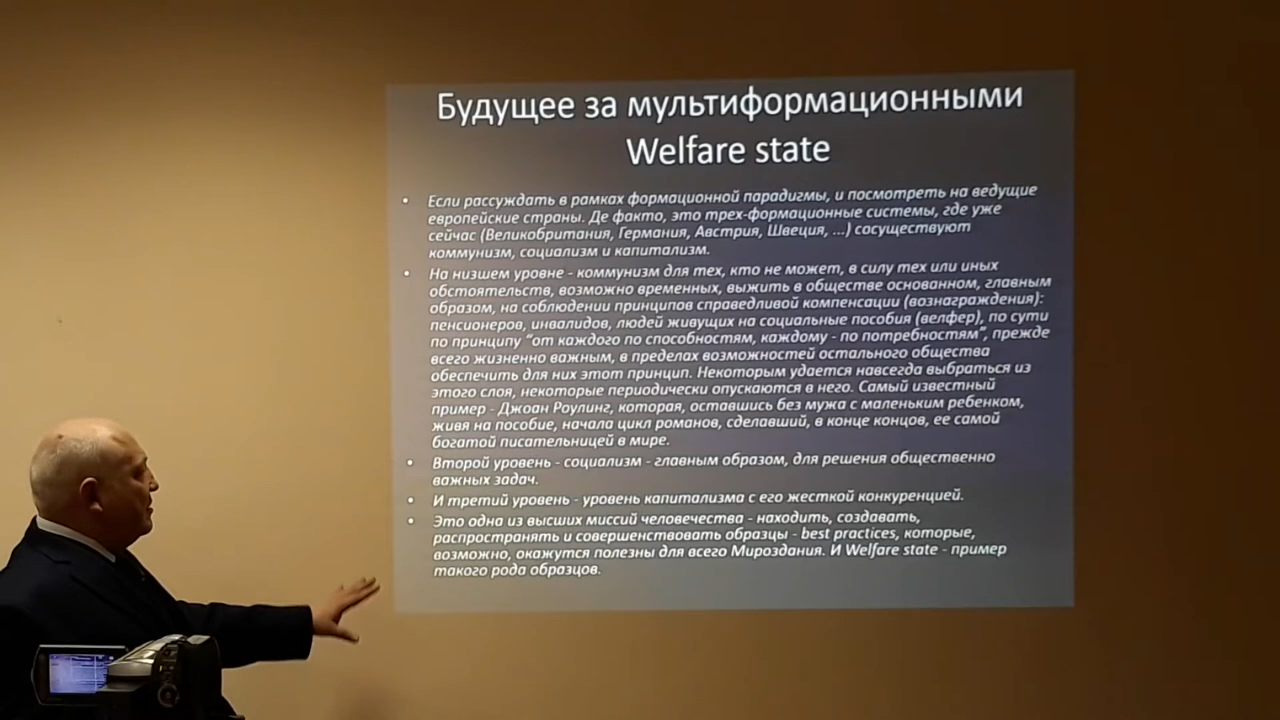 Будущее за мультиформационными
Welfare state
• Если рассуждать в рамках формационной парадигмы, и посмотреть на ведущие
европейские страны. Де факто, это трех-формационные системы, где уже
сейчас (Великобритания, Германия, Австрия, Швеция, ...) сосуществуют
коммунизм, социализм и капитализм.
• На низшем уровне - коммунизм для тех, кто не может, в силу тех или иных
обстоятельств, возможно временных, выжить в обществе основанном, главным
образом, на соблюдении принципов справедливой компенсации (вознаграждения):
пенсионеров, инвалидов, людей живущих на социальные пособия (велфер), по сути
по принципу “от каждого по способностям, каждому - по потребностям”, прежде
всего жизненно важным, в пределах возможностей остального общества
обеспечить для них этот принцип. Некоторым удается навсегда выбраться из
этого слоя, некоторые периодически опускаются в него. Самый известный
пример - Джоан Роулинг, которая, оставшись без мужа с маленьким ребенком,
живя на пособие, начала цикл романов, сделавший, в конце концов, ее самой
богатой писательницей в мире.
• Второй уровень - социализм - главным образом, для решения общественно
важных задач.
• И третий уровень - уровень капитализма с его жесткой конкуренцией.
• Это одна из высших миссий человечества - находить, создавать,
распространять и совершенствовать образцы - best practices, которые,
возможно, окажутся полезны для всего Мироздания. И Welfare state - пример
такого рода образцов.